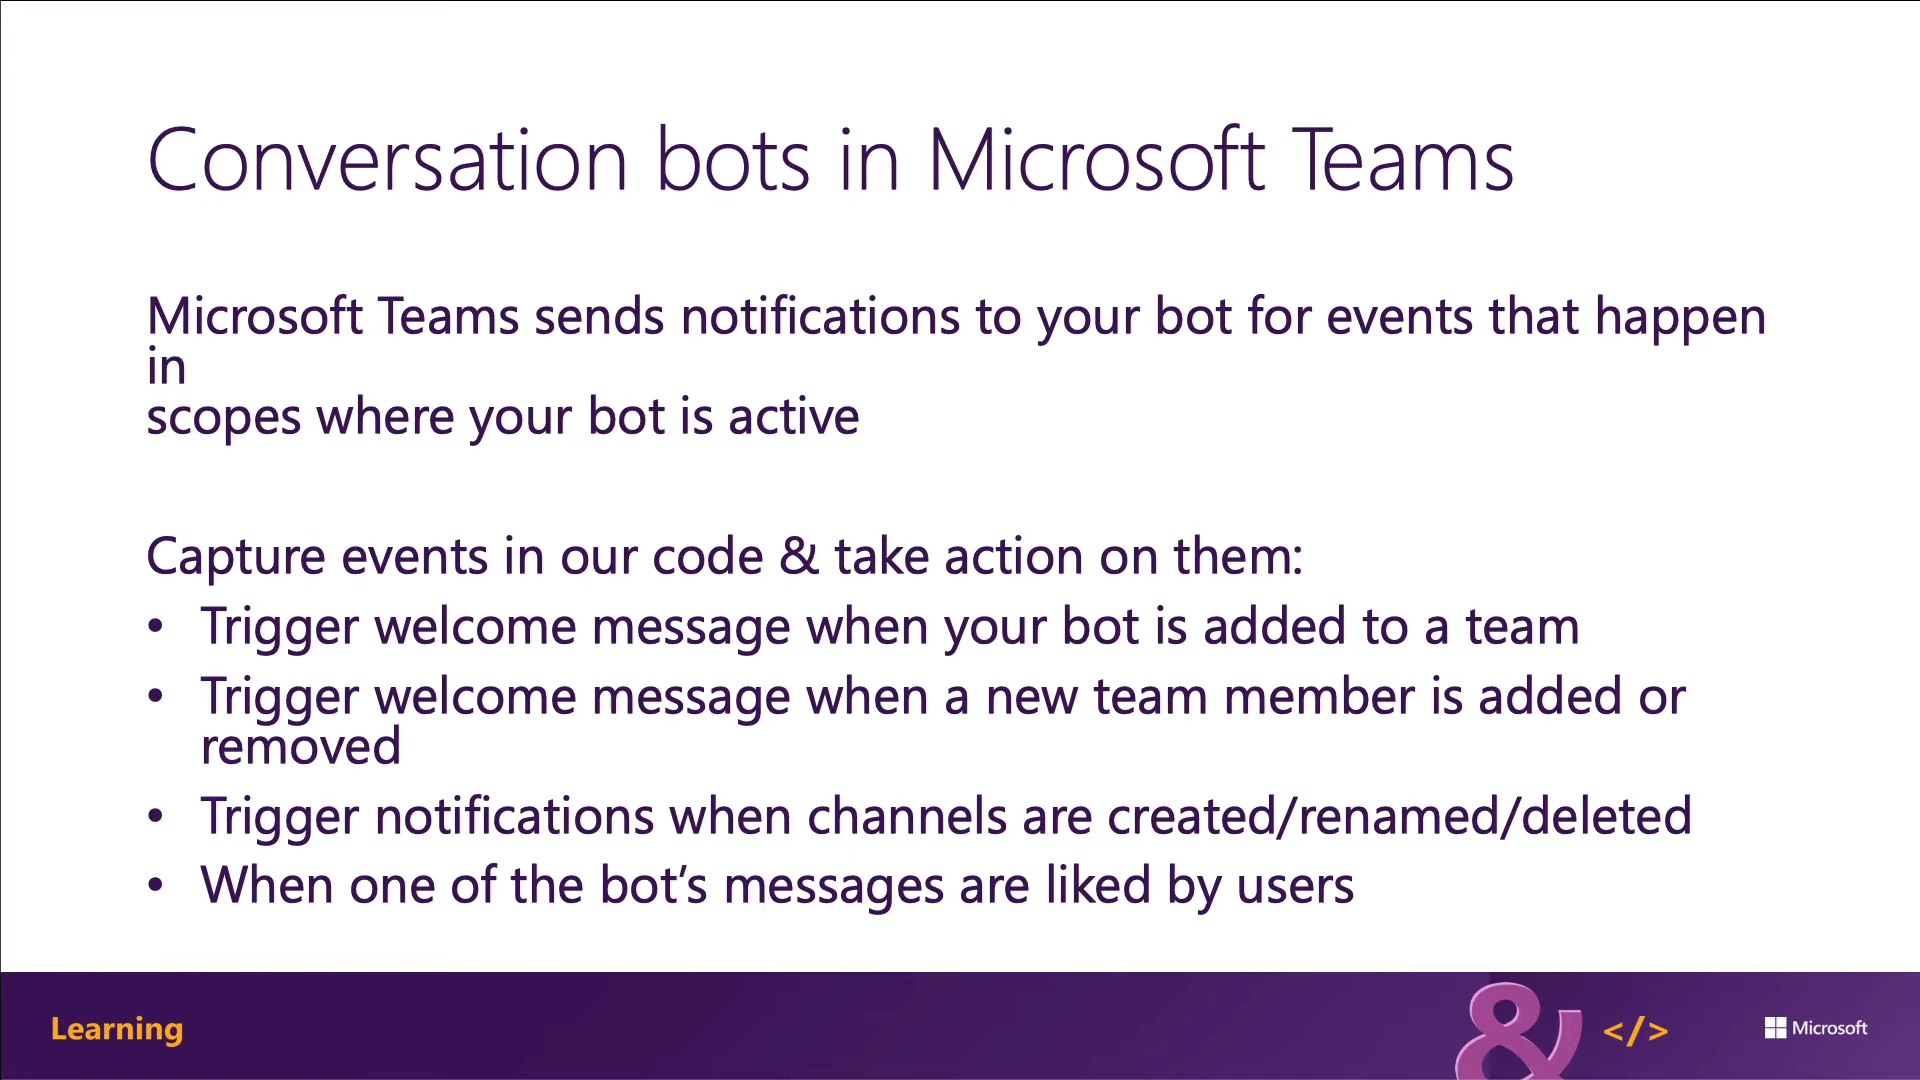 Conversation bots in Microsoft Teams
Microsoft Teams sends notifications to your bot for events that happen
in
scopes where your bot is active
Capture events in our code & take action on them:
• Trigger welcome message when your bot is added to a team
• Trigger welcome message when a new team member is added or
removed
• Trigger notifications when channels are created/renamed/deleted
• When one of the bot’s messages are liked by users
Learning
& </>
Microsoft